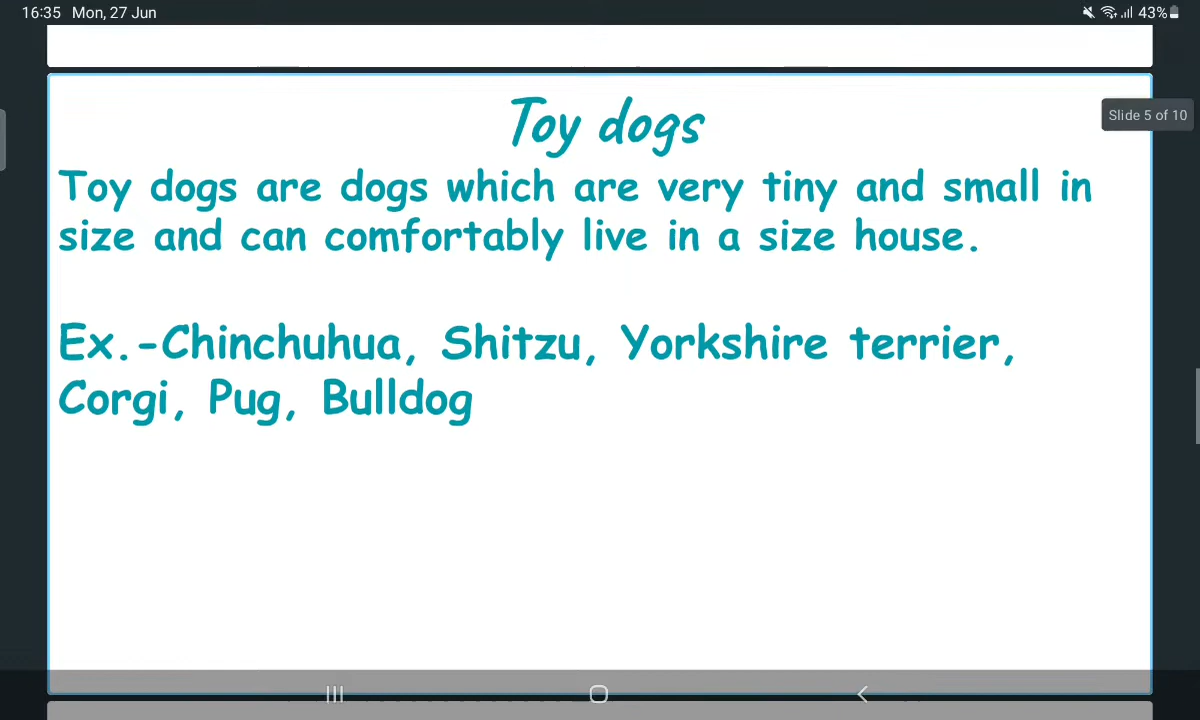 16:35 Mon, 27 Jun
43%
Slide 5 of 10
Toy dogs
Toy dogs are dogs which are very tiny and small in
size and can comfortably live in a size house.
Ex.-Chinchuhua, Shitzu, Yorkshire terrier,
Corgi, Pug, Bulldog